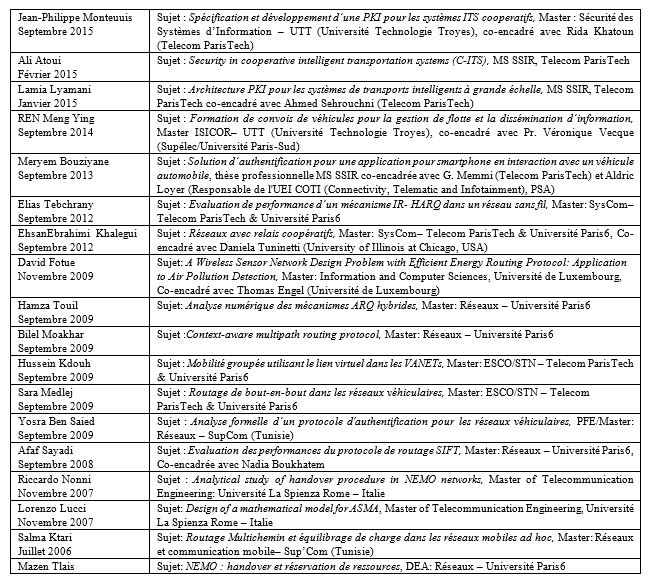 Jean-Philippe Monteuuis
Septembre 2015
Sujet : Spécification et développement d´une PKI pour les systèmes ITS cooperatifs, Master : Sécurité des
Systèmes d’Information – UTT (Université Technologie Troyes), co-encadré avec Rida Khatoun
(Telecom ParisTech)
Ali Atoui
Février 2015
Sujet : Security in cooperative intelligent transportation systems (C-ITS), MS SSIR, Telecom ParisTech
Lamia Lyamani
Janvier 2015
Sujet : Architecture PKI pour les systèmes de transports intelligents à grande échelle, MS SSIR, Telecom
ParisTech co-encadré avec Ahmed Sehrouchni (Telecom ParisTech)
REN Meng Ying
Septembre 2014
Sujet : Formation de convois de véhicules pour la gestion de flotte et la dissémination d´information,
Master ISICOR– UTT (Université Technologie Troyes), co-encadré avec Pr. Véronique Vecque
(Supélec/Université Paris-Sud)
Meryem Bouziyane
Septembre 2013
Sujet : Solution d´authentification pour une application pour smartphone en interaction avec un véhicule
automobile, thèse professionnelle MS SSIR co-encadrée avec G. Memmi (Telecom ParisTech) et Aldric
Loyer (Responsable de l'UEI COTI (Connectivity, Telematic and Infotainment), PSA)
Elias Tebchrany
Septembre 2012
Sujet : Evaluation de performance d’un mécanisme IR- HARQ dans un réseau sans fil, Master: SysCom–
Telecom ParisTech & Université Paris6
EhsanEbrahimi Khalegui
Septembre 2012
Sujet : Réseaux avec relais coopératifs, Master: SysCom– Telecom ParisTech & Université Paris6, Co-
encadré avec Daniela Tuninetti (University of Illinois at Chicago, USA)
David Fotue
Novembre 2009
Sujet: A Wireless Sensor Network Design Problem with Efficient Energy Routing Protocol: Application
to Air Pollution Detection, Master: Information and Computer Sciences, Université de Luxembourg,
Co-encadré avec Thomas Engel (Université de Luxembourg)
Hamza Touil
Septembre 2009
Sujet: Analyse numérique des mécanismes ARQ hybrides, Master: Réseaux – Université Paris6
Bilel Moakhar
Septembre 2009
Sujet :Context-aware multipath routing protocol, Master: Réseaux – Université Paris6
Hussein Kdouh
Septembre 2009
Sujet : Mobilité groupée utilisant le lien virtuel dans les VANETs, Master: ESCO/STN – Telecom ParisTech
& Université Paris6
Sara Medlej
Septembre 2009
Sujet : Routage de bout-en-bout dans les réseaux véhiculaires, Master: ESCO/STN – Telecom
ParisTech & Université Paris6
Yosra Ben Saied
Septembre 2009
Sujet : Analyse formelle d´un protocole d'authentification pour les réseaux véhiculaires, PFE/Master:
Réseaux – SupCom (Tunisie)
Afaf Sayadi
Septembre 2008
Sujet : Evaluation des performances du protocole de routage SIFT, Master: Réseaux – Université Paris6,
Co-encadrée avec Nadia Boukhatem
Riccardo Nonni
Novembre 2007
Sujet : Analytical study of handover procedure in NEMO networks, Master of Telecommunication
Engineering: Université La Spienza Rome – Italie
Lorenzo Lucci
Novembre 2007
Sujet: Design of a mathematical model for ASMA, Master of Telecommunication Engineering, Université
La Spienza Rome – Italie
Salma Ktari
Juillet 2006
Sujet: Routage Multichemin et équilibrage de charge dans les réseaux mobiles ad hoc, Master: Réseaux
et communication mobile– Sup’Com (Tunisie)
Mazen Tlais
Sujet: NEMO : handover et réservation de ressources, DEA: Réseaux – Université Paris6